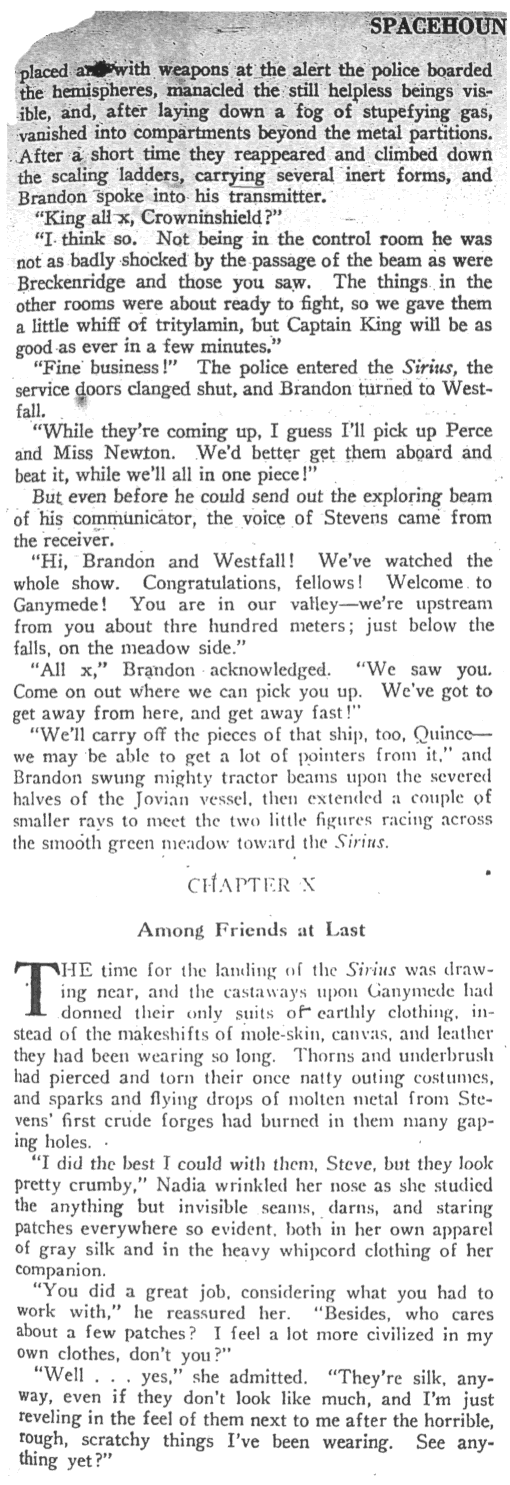 SPACEHOUN
placed and with weapons at the alert the police boarded
the hemispheres, manacled the still helpless beings vis-
ible, and, after laying down a fog of stupefying gas,
vanished into compartments beyond the metal partitions.
After a short time they reappeared and climbed down
the scaling ladders, carrying several inert forms, and
Brandon spoke into his transmitter.
"King all x, Crowninshield?"
"I think so. Not being in the control room he was
not as badly shocked by the passage of the beam as were
Breckenridge and those you saw. The things in the
other rooms were about ready to fight, so we gave them
a little whiff of tritylamin, but Captain King will be as
good as ever in a few minutes."
"Fine business!" The police entered the Sirius, the
service doors clanged shut, and Brandon turned to West-
fall.
"While they're coming up, I guess I'll pick up Perce
and Miss Newton. We'd better get them aboard and
beat it, while we'll all in one piece!"
But even before he could send out the exploring beam
of his communicator, the voice of Stevens came from
the receiver.
"Hi, Brandon and Westfall! We've watched the
whole show. Congratulations, fellows! Welcome to
Ganymede! You are in our valley—we're upstream
from you about thre hundred meters; just below the
falls, on the meadow side."
"All x," Brandon acknowledged. "We saw you.
Come on out where we can pick you up. We've got to
get away from here, and get away fast!"
"We'll carry off the pieces of that ship, too, Quince—
we may be able to get a lot of pointers from it," and
Brandon swung mighty tractor beams upon the severed
halves of the Jovian vessel, then extended a couple of
smaller rays to meet the two little figures racing across
the smooth green meadow toward the Sirius.
CHAPTER X
Among Friends at Last
THE time for the landing of the Sirius was draw-
ing near, and the castaways upon Ganymede had
donned their only suits of earthly clothing, in-
stead of the makeshifts of mole-skin, canvas, and leather
they had been wearing so long. Thorns and underbrush
had pierced and torn their once natty outing costumes,
and sparks and flying drops of molten metal from Ste-
vens' first crude forges had burned in them many gap-
ing holes.
"I did the best I could with them, Steve, but they look
pretty crumby," Nadia wrinkled her nose as she studied
the anything but invisible seams, darns, and staring
patches everywhere so evident, both in her own apparel
of gray silk and in the heavy whipcord clothing of her
companion.
"You did a great job, considering what you had to
work with," he reassured her. "Besides, who cares
about a few patches? I feel a lot more civilized in my
own clothes, don't you?"
"Well . . . yes," she admitted. "They're silk, any-
way, even if they don't look like much, and I'm just
reveling in the feel of them next to me after the horrible,
rough, scratchy things I've been wearing. See any-
thing yet?"